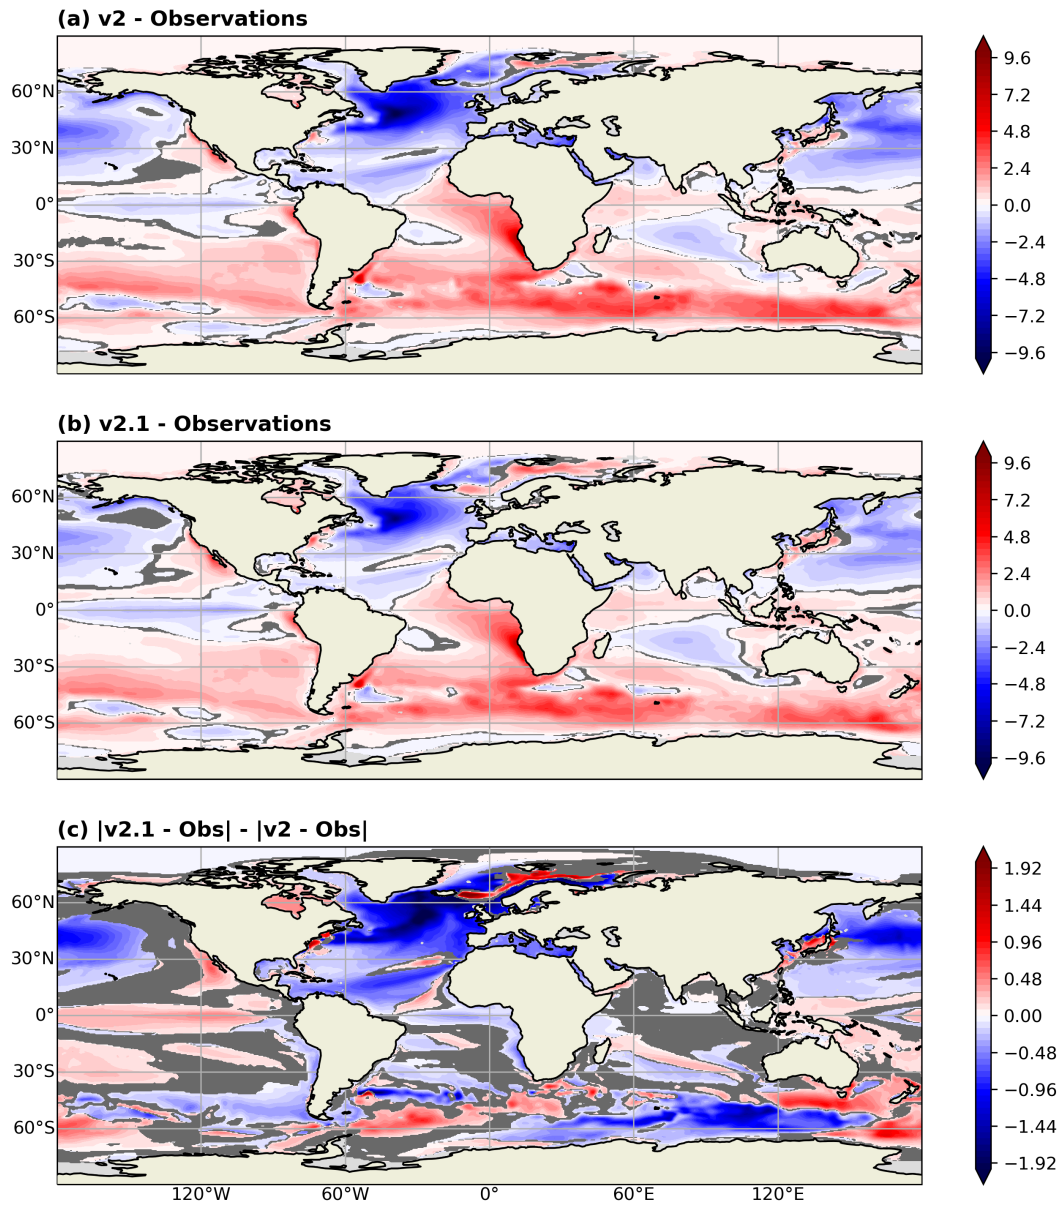 (a) v2 - Observations
60°N
30°N
0°
30°S
60°S
9.6
7.2
4.8
2.4
0.0
−2.4
−4.8
−7.2
−9.6
(b) v2.1 - Observations
60°N
30°N
0°
30°S
60°S
9.6
7.2
4.8
2.4
0.0
−2.4
−4.8
−7.2
−9.6
(c) |v2.1 - Obs| - |v2 - Obs|
60°N
30°N
0°
30°S
60°S
120°W
60°W
0°
60°E
120°E
1.92
1.44
0.96
0.48
0.00
−0.48
−0.96
−1.44
−1.92